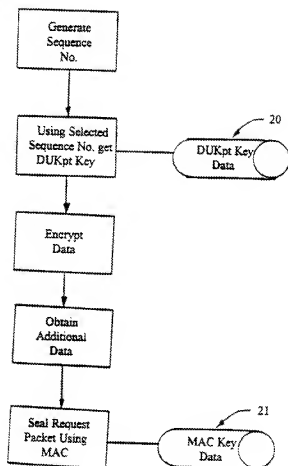 Generate
Sequence
No.
Using Selected
Sequence No. get
DUKpt Key
20
DUKpt Key
Data
Encrypt
Data
Obtain
Additional
Data
Seal Request
Packet Using
MAC
21
MAC Key
Data